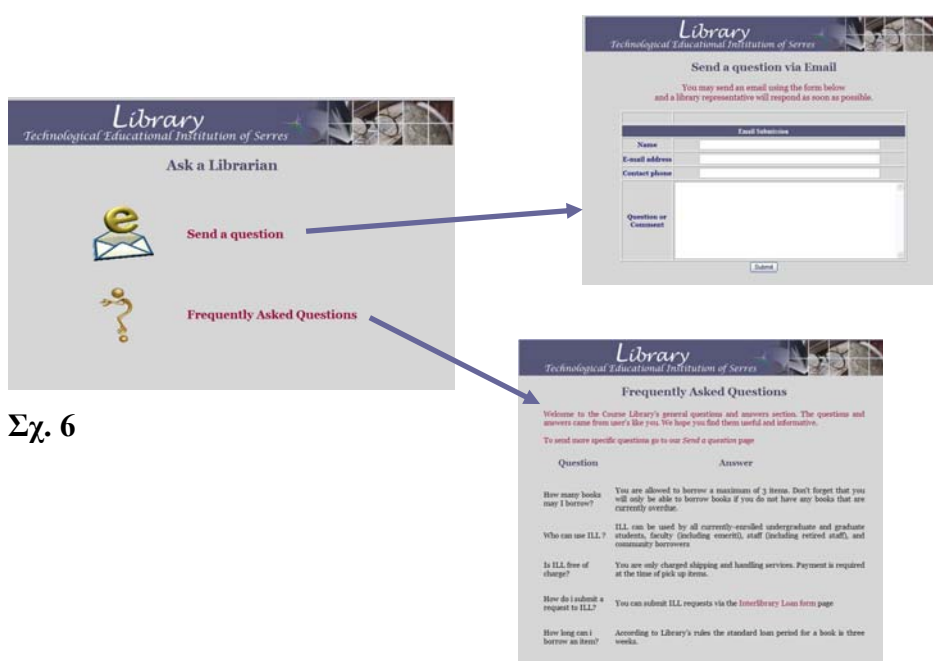 Library
Technological Educational Institution of Serres
Ask a Librarian
Send a question
Frequently Asked Questions
Σχ. 6
Library
Technological Educational Institution of Serres
Send a question via Email
You may send an email using the form below
and a library representative will respond as soon as possible.
Email Submission
Name
E-mail address
Contact phone
Question or
Comment
Submit
Library
Technological Educational Institution of Serres
Frequently Asked Questions
Welcome to the Course Library's general questions and answers section. The questions and
answers came from user's like you. We hope you find them useful and informative.
To send more specific questions go to our Send a question page
Question Answer
How many books
may I borrow?
You are allowed to borrow a maximum of 3 items. Don't forget that you
will only be able to borrow books if you do not have any books that are
currently overdue.
Who can use ILL ?
ILL can be used by all currently-enrolled undergraduate and graduate
students, faculty (including emeriti), staff (including retired staff), and
community borrowers
Is ILL free of
charge?
You are only charged shipping and handling services. Payment is required
at the time of pick up items.
How do i submit a
request to ILL?
You can submit ILL requests via the Interlibrary Loan form page
How long can i
borrow an item?
According to Library's rules the standard loan period for a book is three
weeks.